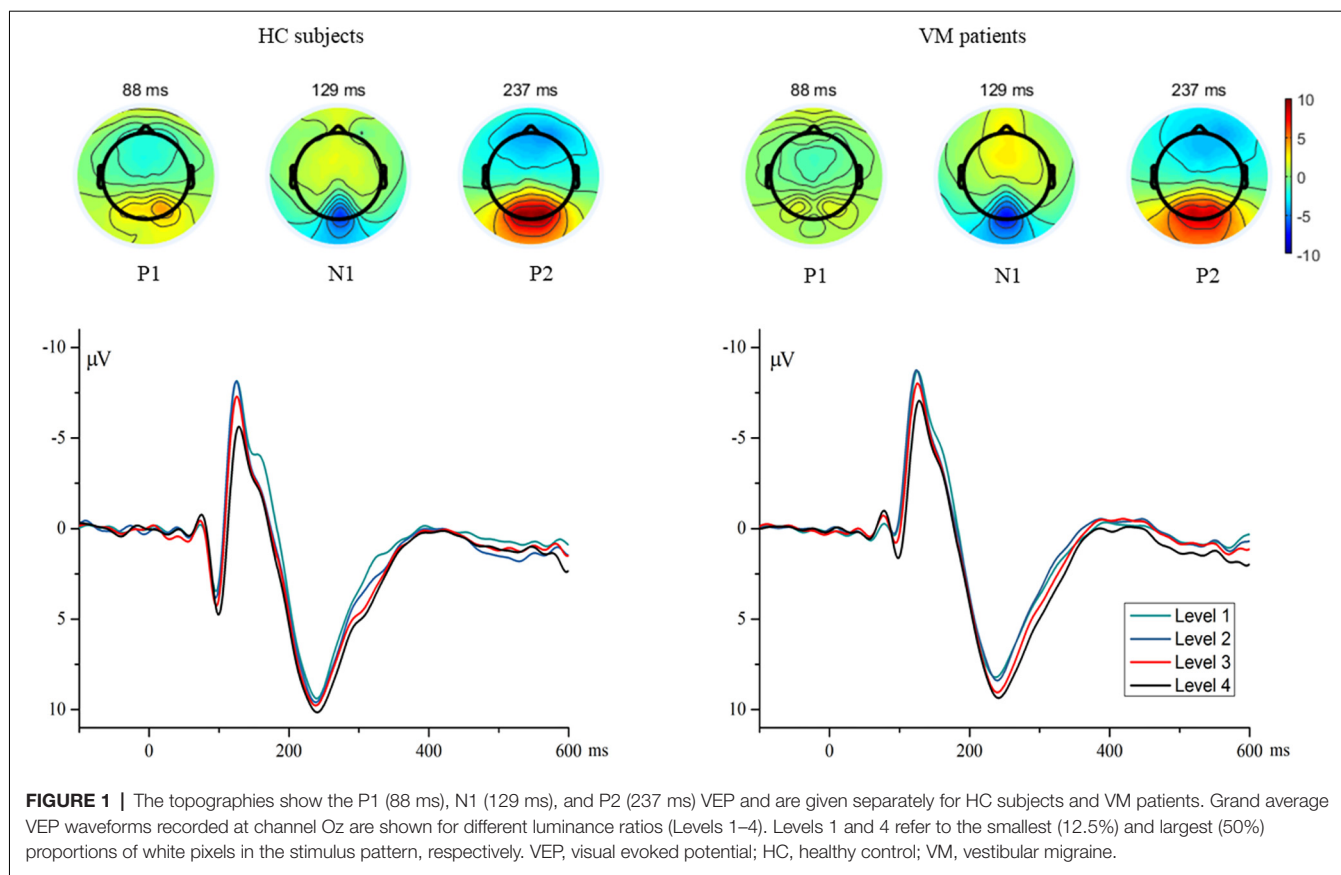 HC subjects
VM patients
88 ms
129 ms
237 ms
88 ms
129 ms
237 ms
10
5
0
-5
-10
P1
N1
P2
P1
N1
P2
-10
-5
0
5
10
μV
0
200
400
600
ms
-10
-5
0
5
10
μV
0
200
400
600
ms
Level 1
Level 2
Level 3
Level 4
FIGURE 1 | The topographies show the P1 (88 ms), N1 (129 ms), and P2 (237 ms) VEP and are given separately for HC subjects and VM patients. Grand average
VEP waveforms recorded at channel Oz are shown for different luminance ratios (Levels 1–4). Levels 1 and 4 refer to the smallest (12.5%) and largest (50%)
proportions of white pixels in the stimulus pattern, respectively. VEP, visual evoked potential; HC, healthy control; VM, vestibular migraine.